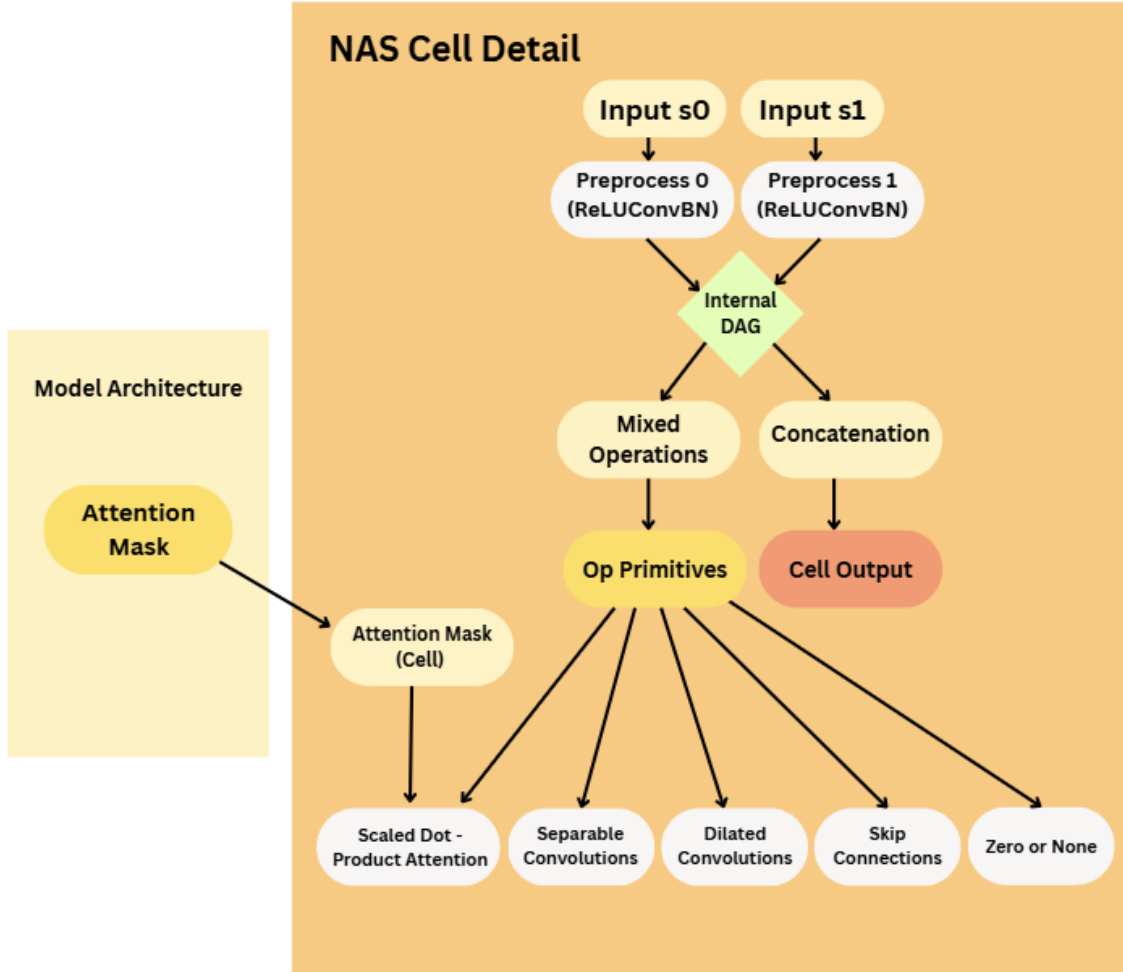 NAS Cell Detail
Input s0
Input s1
Preprocess 0
(ReLUConvBN)
Preprocess 1
(ReLUConvBN)
Internal
DAG
Model Architecture
Mixed
Operations
Concatenation
Attention
Mask
Op Primitives
Cell Output
Attention Mask
(Cell)
Scaled Dot -
Product Attention
Separable
Convolutions
Dilated
Convolutions
Skip
Connections
Zero or None